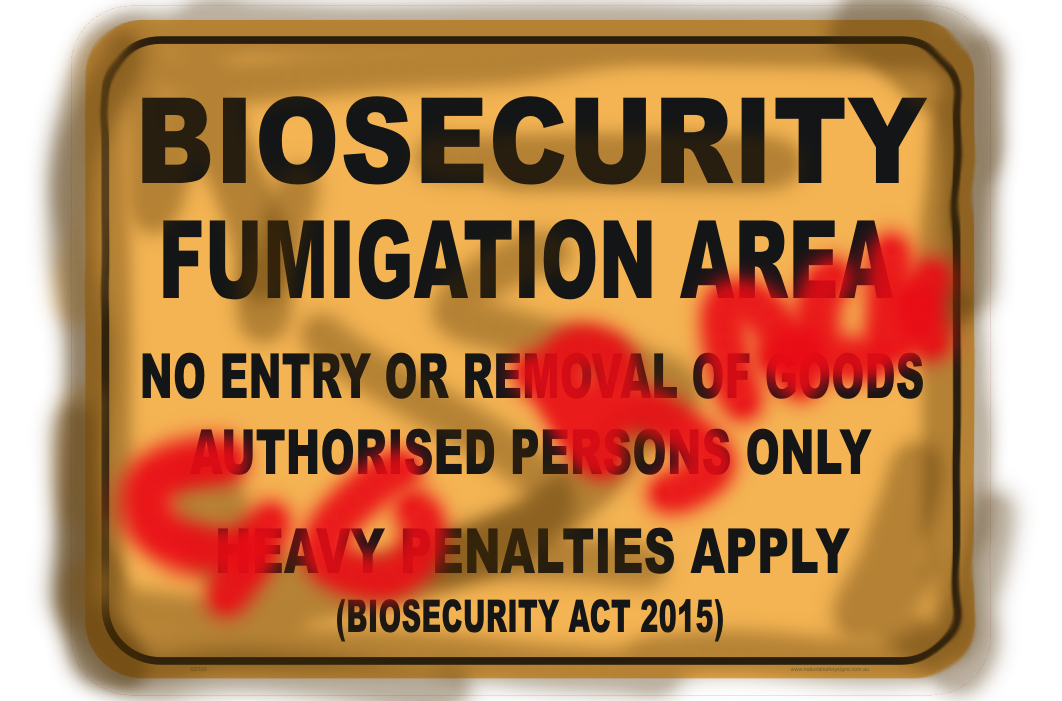 BIOSECURITY
FUMIGATION AREA
NO ENTRY OR REMOVAL OF GOODS
AUTHORISED PERSONS ONLY
HEAVY PENALTIES APPLY
(BIOSECURITY ACT 2015)